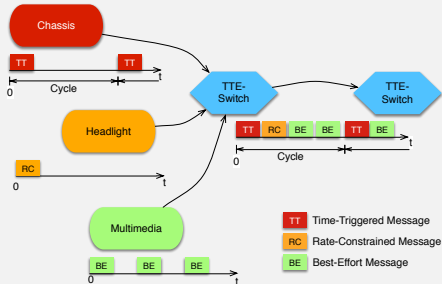 Chassis
TT
TT
0
Cycle
t
TTE-
Switch
TTE-
Switch
Headlight
TT
RC
BE
BE
TT
BE
0
Cycle
t
RC
0
t
Multimedia
BE
BE
BE
0
t
TT
Time-Triggered Message
RC
Rate-Constrained Message
BE
Best-Effort Message